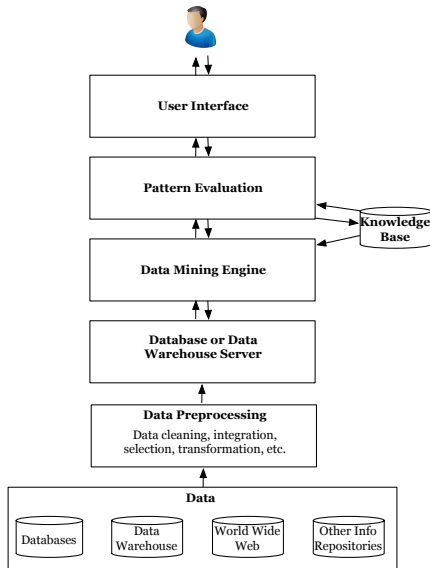 User Interface
Pattern Evaluation
Knowledge
Base
Data Mining Engine
Database or Data
Warehouse Server
Data Preprocessing
Data cleaning, integration,
selection, transformation, etc.
Data
Databases
Data
Warehouse
World Wide
Web
Other Info
Repositories